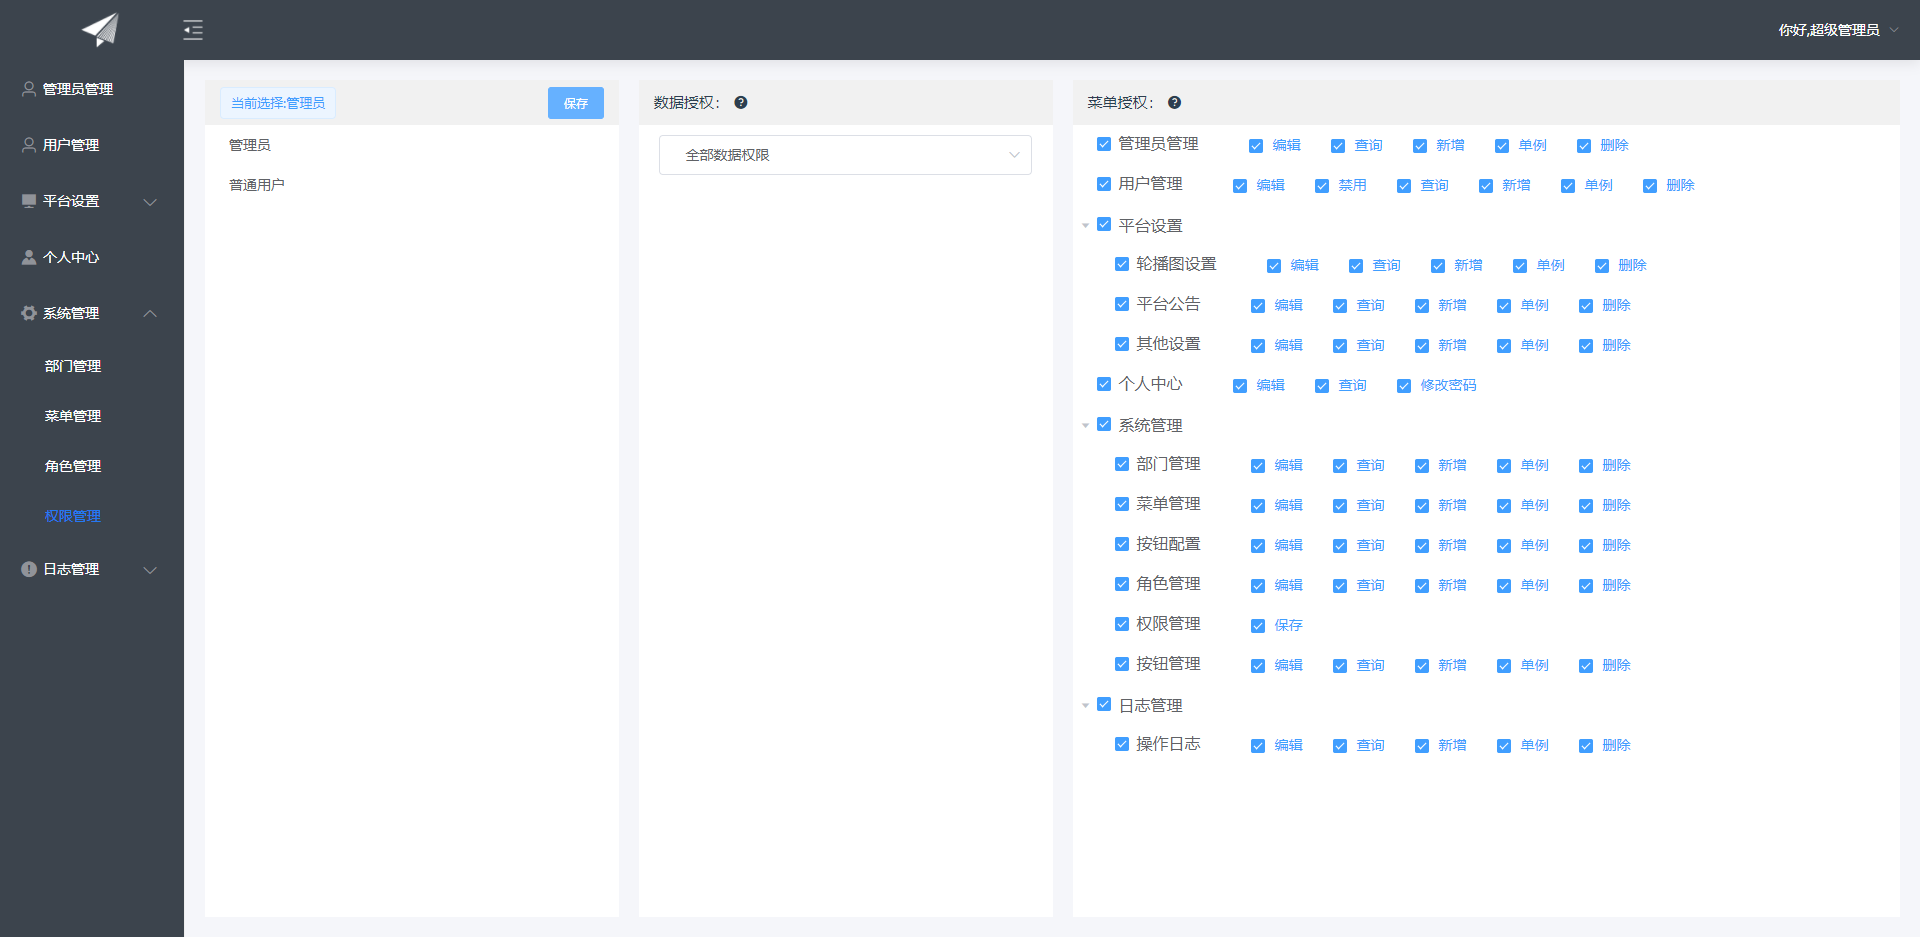 你好,超级管理员
管理员管理
用户管理
平台设置
个人中心
系统管理
部门管理
菜单管理
角色管理
权限管理
日志管理
当前选择:管理员 保存
管理员
普通用户
数据授权：
全部数据权限
菜单授权：
管理员管理 编辑 查询 新增 单例 删除
用户管理 编辑 禁用 查询 新增 单例 删除
平台设置
轮播图设置 编辑 查询 新增 单例 删除
平台公告 编辑 查询 新增 单例 删除
其他设置 编辑 查询 新增 单例 删除
个人中心 编辑 查询 修改密码
系统管理
部门管理 编辑 查询 新增 单例 删除
菜单管理 编辑 查询 新增 单例 删除
按钮配置 编辑 查询 新增 单例 删除
角色管理 编辑 查询 新增 单例 删除
权限管理 保存
按钮管理 编辑 查询 新增 单例 删除
日志管理
操作日志 编辑 查询 新增 单例 删除